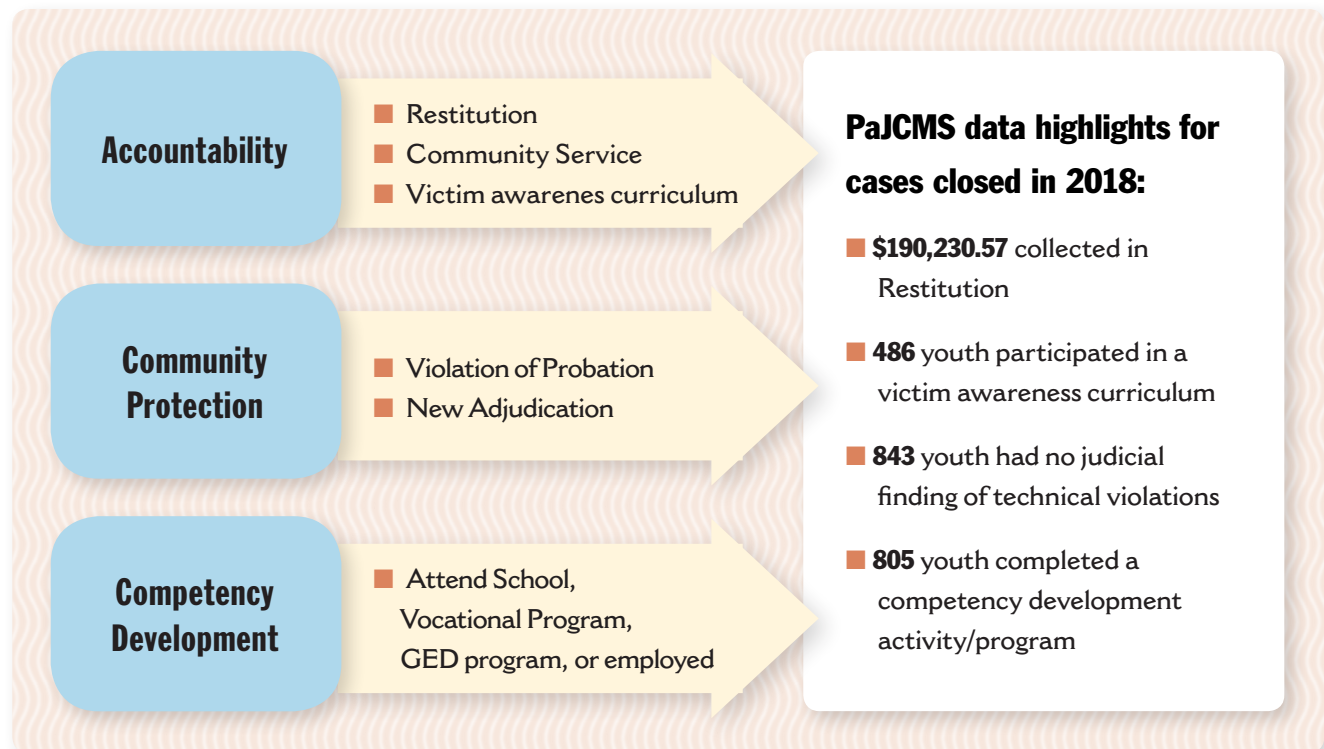 Accountability
Restitution
Community Service
Victim awarenes curriculum
Community
Protection
Violation of Probation
New Adjudication
Competency
Development
Attend School,
Vocational Program,
GED program, or employed
PaJCMS data highlights for
cases closed in 2018:
$190,230.57 collected in
Restitution
486 youth participated in a
victim awareness curriculum
843 youth had no judicial
finding of technical violations
805 youth completed a
competency development
activity/program